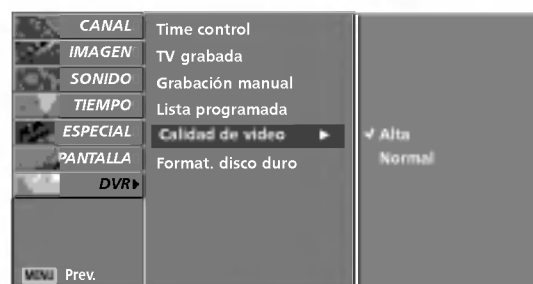 CANAL
IMAGEN
SONIDO
TIEMPO
ESPECIAL
PANTALLA
DVR
MENU Prev.
Time control
TV grabada
Grabación manual
Lista programada
Calidad de video
Format. disco duro
Alta
Normal